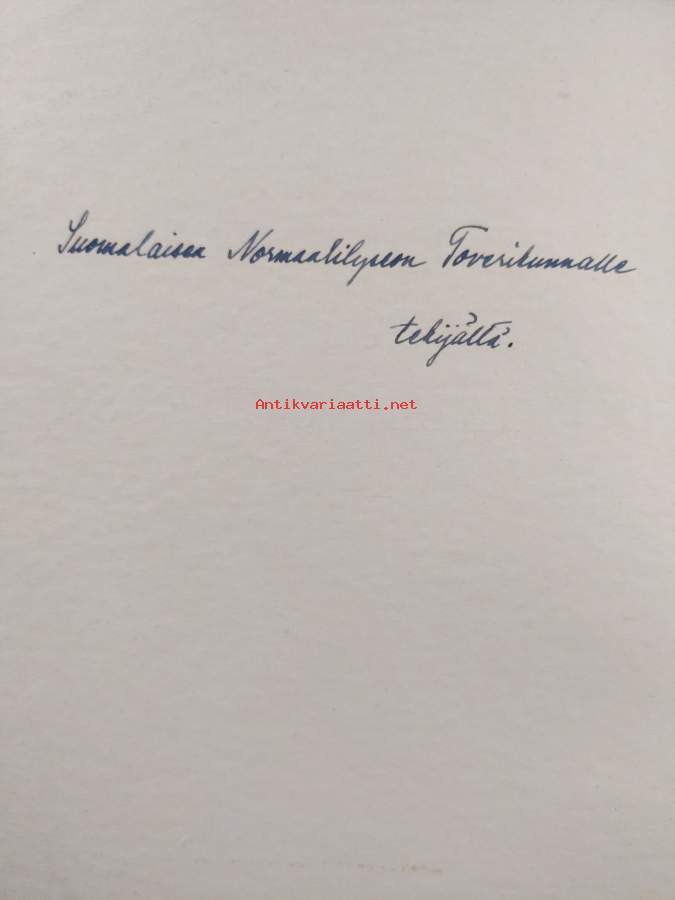 Suomalaisen Normaalilyseon Toverikunnalle
tekijältä.
Antikvariaatti.net